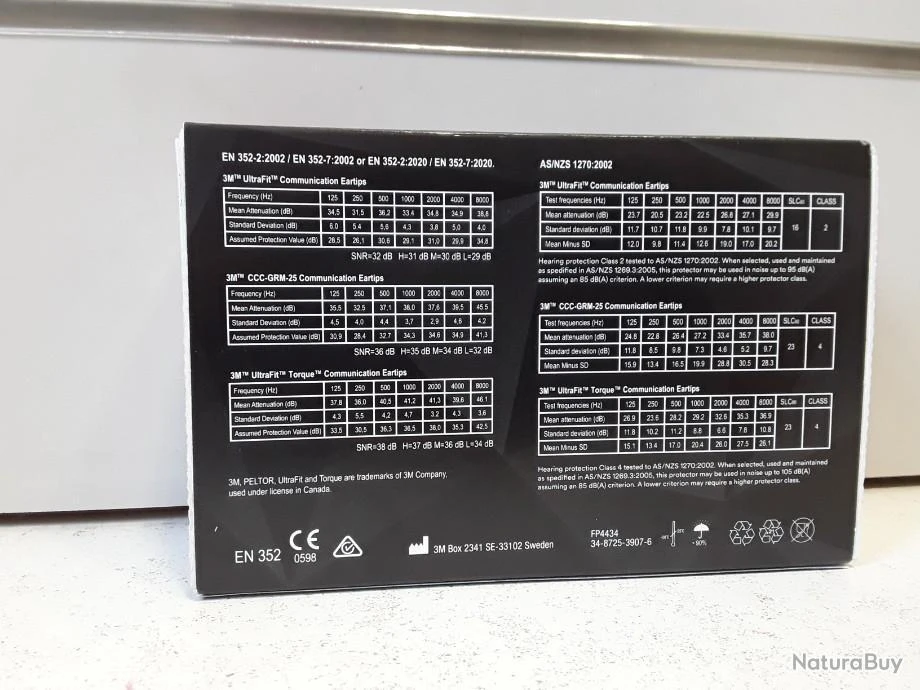 EN 352-2:2002 / EN 352-7:2002 or EN 352-2:2020 / EN 352-7:2020.
3M™ UltraFit™ Communication Eartips
Frequency (Hz) 125 250 500 1000 2000 4000 8000
Mean Attenuation (dB) 34,5 31,5 36,2 33,4 34,8 34,9 38,8
Standard Deviation (dB) 6,0 5,4 5,6 4,3 3,8 5,0 4,0
Assumed Protection Value (dB) 28,5 26,1 30,6 29,1 31,0 29,9 34,8
SNR=32 dB H=31 dB M=30 dB L=29 dB
3M™ CCC-GRM-25 Communication Eartips
Frequency (Hz) 125 250 500 1000 2000 4000 8000
Mean Attenuation (dB) 35,5 32,5 37,1 38,0 37,6 39,5 45,5
Standard Deviation (dB) 4,5 4,0 4,4 3,7 2,9 4,6 4,2
Assumed Protection Value (dB) 30,9 28,4 32,7 34,3 34,6 34,9 41,3
SNR=36 dB H=35 dB M=34 dB L=32 dB
3M™ UltraFit™ Torque™ Communication Eartips
Frequency (Hz) 125 250 500 1000 2000 4000 8000
Mean Attenuation (dB) 37,8 36,0 40,5 41,2 41,3 39,6 46,1
Standard Deviation (dB) 4,3 5,5 4,2 4,7 3,2 4,3 3,6
Assumed Protection Value (dB) 33,5 30,5 36,3 36,5 38,0 35,3 42,5
SNR=38 dB H=37 dB M=36 dB L=34 dB
3M, PELTOR, UltraFit and Torque are trademarks of 3M Company,
used under license in Canada.
EN 352 CE
0598
3M Box 2341 SE-33102 Sweden
AS/NZS 1270:2002
3M™ UltraFit™ Communication Eartips
Test frequencies (Hz) 125 250 500 1000 2000 4000 8000 SLC80 CLASS
Mean attenuation (dB) 23.7 20.5 23.2 22.5 26.8 27.1 29.9
Standard deviation (dB) 11.7 10.7 11.8 9.9 7.8 10.1 9.7 16 2
Mean Minus SD 12.0 9.8 11.4 12.6 19.0 17.0 20.2
Hearing protection Class 2 tested to AS/NZS 1270:2002. When selected, used and maintained
as spedified in AS/NZS 1269.3:2005, this protector may be used in noise up to 95 dB(A)
assuming an 85 dB(A) criterion. A lower criterium may require a higher protector class.
3M™ CCC-GRM-25 Communication Eartips
Test frequencies (Hz) 125 250 500 1000 2000 4000 8000 SLC80 CLASS
Mean attenuation (dB) 24.8 22.8 26.4 27.2 33.4 35.7 38.0
Standard deviation (dB) 11.8 8.5 9.8 7.3 4.6 5.2 9.7 23 4
Mean Minus SD 15.9 13.4 16.5 19.9 28.8 30.5 28.3
3M™ UltraFit™ Torque™ Communication Eartips
Test frequencies (Hz) 125 250 500 1000 2000 4000 8000 SLC80 CLASS
Mean attenuation (dB) 26.9 23.6 28.2 29.2 32.6 35.3 36.9
Standard deviation (dB) 11.8 10.2 11.2 8.8 6.6 7.8 10.8 23 4
Mean Minus SD 15.1 13.4 17.0 20.4 26.0 27.5 26.1
Hearing protection Class 4 tested to AS/NZS 1270:2002. When selected, used and maintained
as spedified in AS/NZS 1269.3:2005, this protector may be used in noise up to 105 dB(A)
assuming an 85 dB(A) criterion. A lower criterium may require a higher protector class.
FP4434
34-8725-3907-6
NaturaBuy